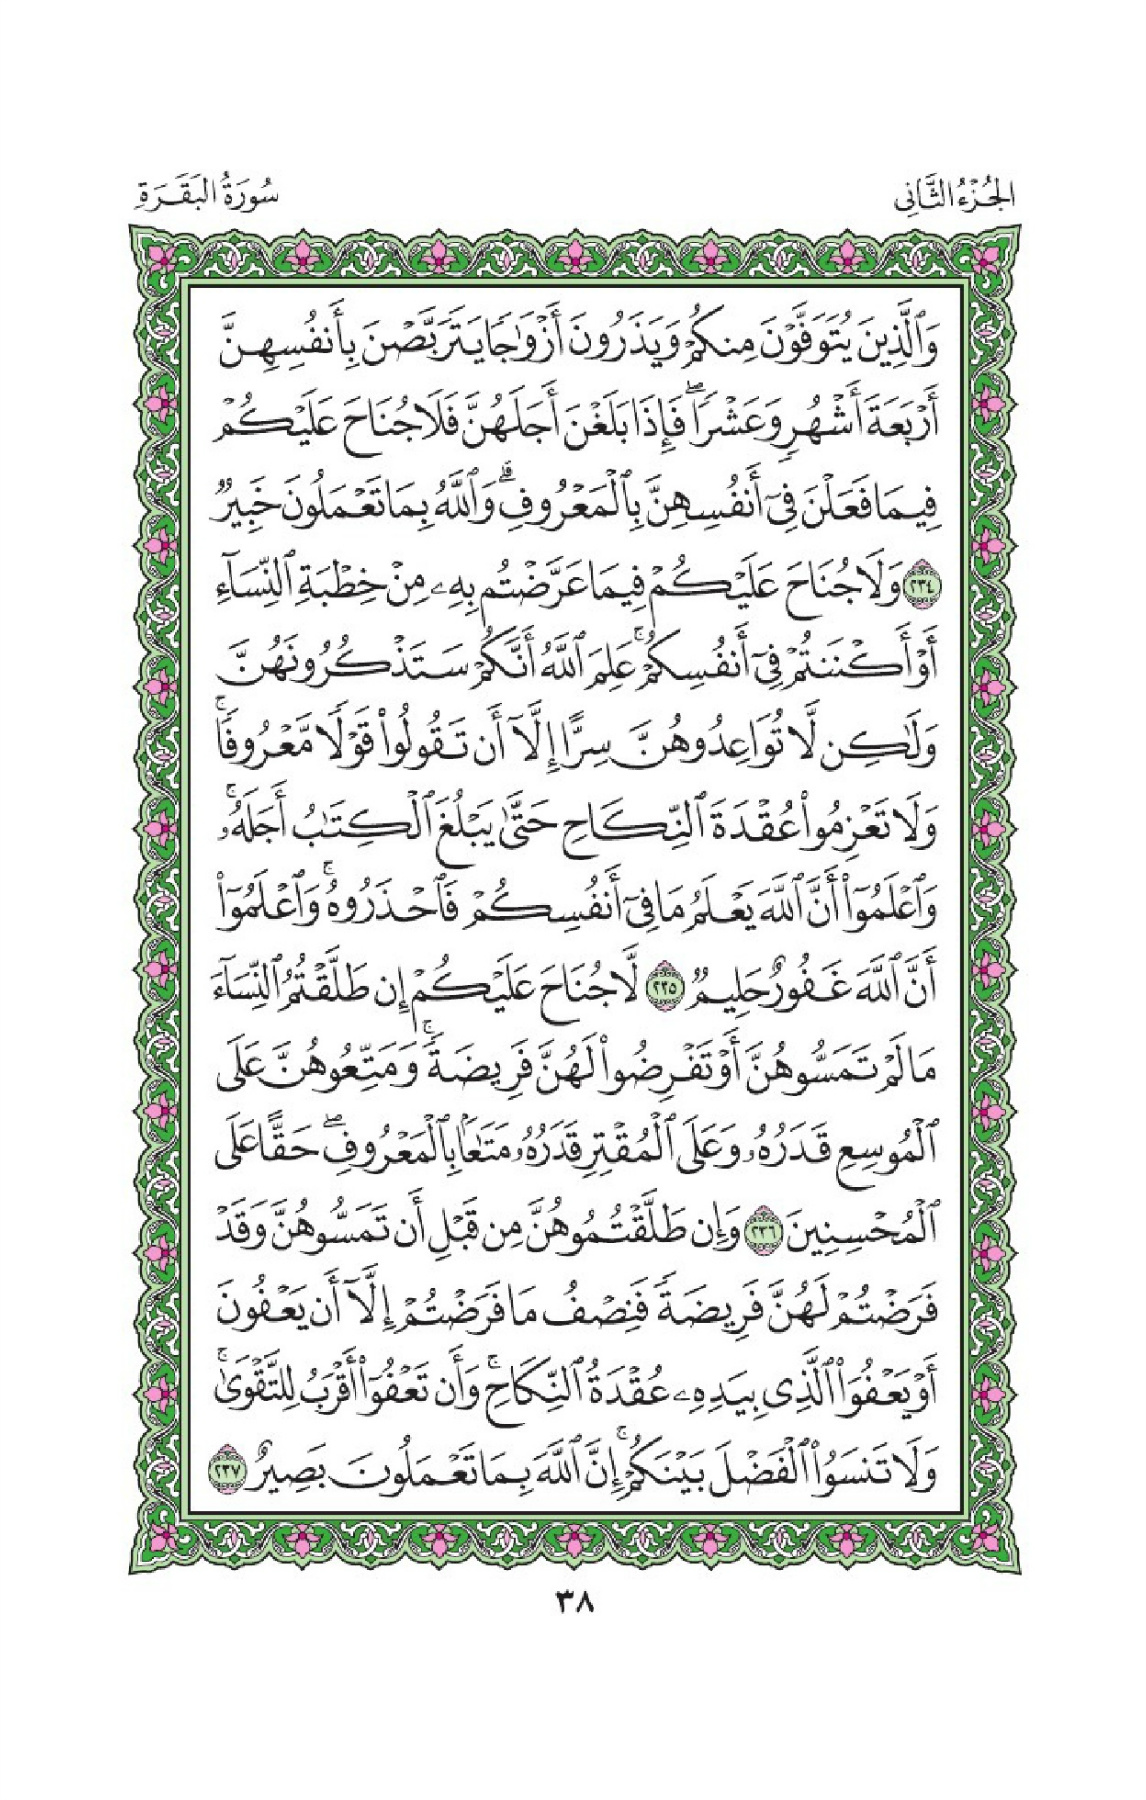 الجُزْءُ الثَّانِى
سُورَةُ البَقَرَةِ
وَٱلَّذِينَ يُتَوَفَّوْنَ مِنكُمْ وَيَذَرُونَ أَزْوَٰجًا يَتَرَبَّصْنَ بِأَنفُسِهِنَّ
أَرْبَعَةَ أَشْهُرٍ وَعَشْرًا ۖ فَإِذَا بَلَغْنَ أَجَلَهُنَّ فَلَا جُنَاحَ عَلَيْكُمْ
فِيمَا فَعَلْنَ فِىٓ أَنفُسِهِنَّ بِٱلْمَعْرُوفِ ۗ وَٱللَّهُ بِمَا تَعْمَلُونَ خَبِيرٌ
٢٣٤ وَلَا جُنَاحَ عَلَيْكُمْ فِيمَا عَرَّضْتُم بِهِۦ مِنْ خِطْبَةِ ٱلنِّسَآءِ
أَوْ أَكْنَنتُمْ فِىٓ أَنفُسِكُمْ ۚ عَلِمَ ٱللَّهُ أَنَّكُمْ سَتَذْكُرُونَهُنَّ
وَلَٰكِن لَّا تُوَاعِدُوهُنَّ سِرًّا إِلَّآ أَن تَقُولُوا۟ قَوْلًا مَّعْرُوفًا ۚ
وَلَا تَعْزِمُوا۟ عُقْدَةَ ٱلنِّكَاحِ حَتَّىٰ يَبْلُغَ ٱلْكِتَٰبُ أَجَلَهُۥ ۚ
وَٱعْلَمُوٓا۟ أَنَّ ٱللَّهَ يَعْلَمُ مَا فِىٓ أَنفُسِكُمْ فَٱحْذَرُوهُ ۚ وَٱعْلَمُوٓا۟
أَنَّ ٱللَّهَ غَفُورٌ حَلِيمٌ ٢٣٥ لَّا جُنَاحَ عَلَيْكُمْ إِن طَلَّقْتُمُ ٱلنِّسَآءَ
مَا لَمْ تَمَسُّوهُنَّ أَوْ تَفْرِضُوا۟ لَهُنَّ فَرِيضَةً ۚ وَمَتِّعُوهُنَّ عَلَى
ٱلْمُوسِعِ قَدَرُهُۥ وَعَلَى ٱلْمُقْتِرِ قَدَرُهُۥ مَتَٰعًۢا بِٱلْمَعْرُوفِ ۖ حَقًّا عَلَى
ٱلْمُحْسِنِينَ ٢٣٦ وَإِن طَلَّقْتُمُوهُنَّ مِن قَبْلِ أَن تَمَسُّوهُنَّ وَقَدْ
فَرَضْتُمْ لَهُنَّ فَرِيضَةً فَنِصْفُ مَا فَرَضْتُمْ إِلَّآ أَن يَعْفُونَ
أَوْ يَعْفُوَا۟ ٱلَّذِى بِيَدِهِۦ عُقْدَةُ ٱلنِّكَاحِ ۚ وَأَن تَعْفُوٓا۟ أَقْرَبُ لِلتَّقْوَىٰ ۚ
وَلَا تَنسَوُا۟ ٱلْفَضْلَ بَيْنَكُمْ ۚ إِنَّ ٱللَّهَ بِمَا تَعْمَلُونَ بَصِيرٌ ٢٣٧
٣٨